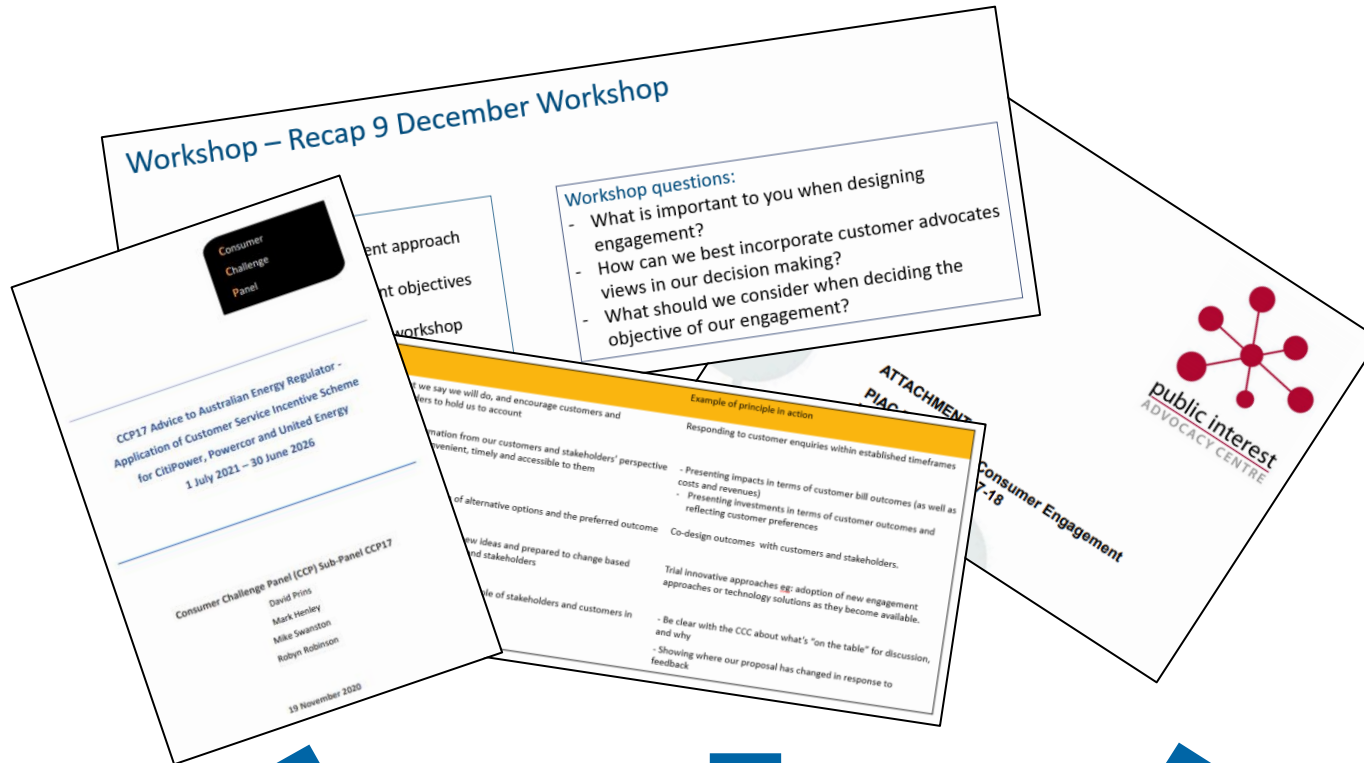 Workshop – Recap 9 December Workshop
ent approach
nt objectives
workshop
Workshop questions:
- What is important to you when designing
engagement?
- How can we best incorporate customer advocates
views in our decision making?
- What should we consider when deciding the
objective of our engagement?
Consumer
Challenge
Panel
CCP17 Advice to Australian Energy Regulator -
Application of Customer Service Incentive Scheme
for CitiPower, Powercor and United Energy
1 July 2021 – 30 June 2026
Consumer Challenge Panel (CCP) Sub-Panel CCP17
David Prins
Mark Henley
Mike Swanston
Robyn Robinson
19 November 2020
t we say we will do, and encourage customers and
ders to hold us to account
rmation from our customers and stakeholders' perspective
nvenient, timely and accessible to them
of alternative options and the preferred outcome
ew ideas and prepared to change based
and stakeholders
ole of stakeholders and customers in
Example of principle in action
Responding to customer enquiries within established timeframes
- Presenting impacts in terms of customer bill outcomes (as well as
costs and revenues)
- Presenting investments in terms of customer outcomes and
reflecting customer preferences
Co-design outcomes with customers and stakeholders.
Trial innovative approaches eg: adoption of new engagement
approaches or technology solutions as they become available.
- Be clear with the CCC about what's "on the table" for discussion,
and why
- Showing where our proposal has changed in response to
feedback
ATTACHMENT
PIAC
Consumer Engagement
7-18
public interest
ADVOCACY CENTRE